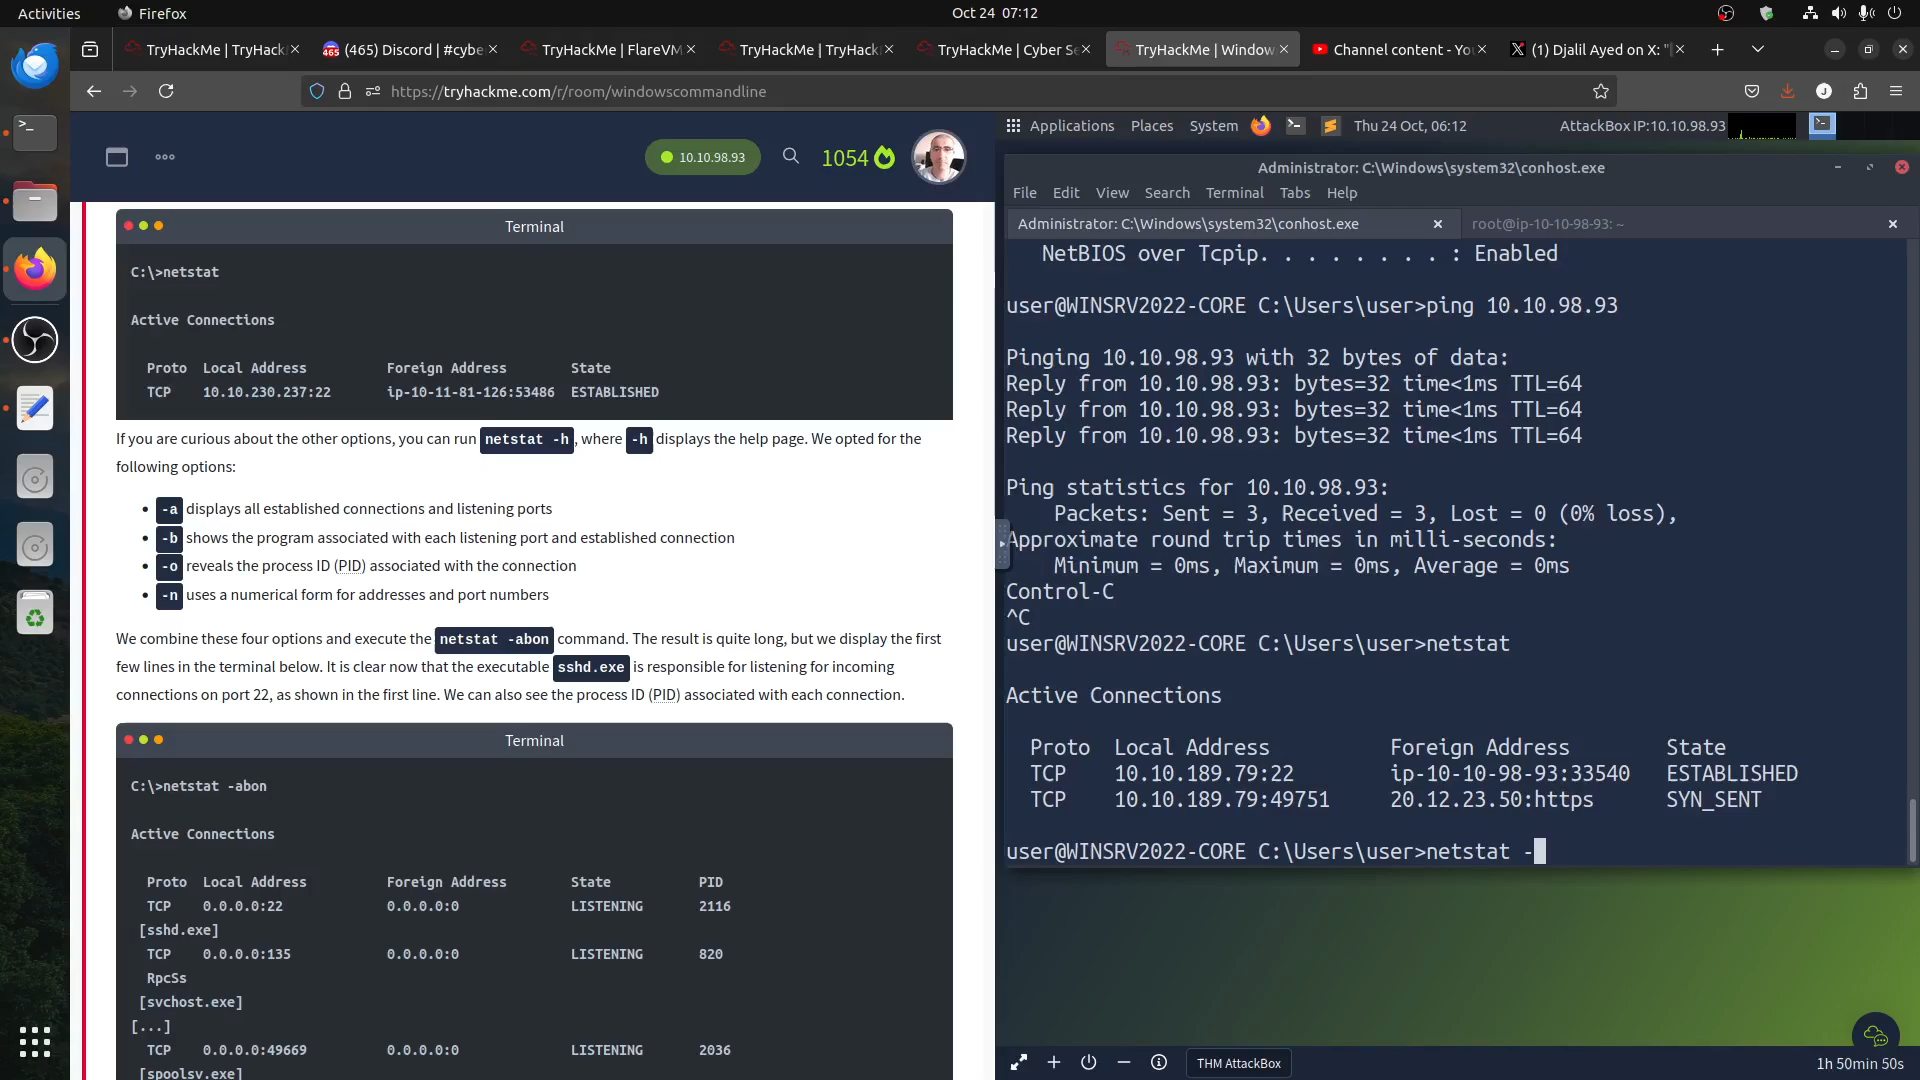 Activities
Firefox
Oct 24 07:12
TryHackMe | TryHack
(465) Discord | #cybe
TryHackMe | FlareVM
TryHackMe | TryHack
TryHackMe | Cyber Se
TryHackMe | Window
Channel content - Yo
(1) Djalil Ayed on X: "
https://tryhackme.com/r/room/windowscommandline
J
10.10.98.93
1054
Terminal
C:\>netstat
Active Connections
Proto Local Address Foreign Address State
TCP 10.10.230.237:22 ip-10-11-81-126:53486 ESTABLISHED
If you are curious about the other options, you can run netstat -h, where -h displays the help page. We opted for the
following options:
-a displays all established connections and listening ports
-b shows the program associated with each listening port and established connection
-o reveals the process ID (PID) associated with the connection
-n uses a numerical form for addresses and port numbers
We combine these four options and execute the netstat -abon command. The result is quite long, but we display the first
few lines in the terminal below. It is clear now that the executable sshd.exe is responsible for listening for incoming
connections on port 22, as shown in the first line. We can also see the process ID (PID) associated with each connection.
Terminal
C:\>netstat -abon
Active Connections
Proto Local Address Foreign Address State PID
TCP 0.0.0.0:22 0.0.0.0:0 LISTENING 2116
[sshd.exe]
TCP 0.0.0.0:135 0.0.0.0:0 LISTENING 820
RpcSs
[svchost.exe]
[...]
TCP 0.0.0.0:49669 0.0.0.0:0 LISTENING 2036
[spoolsv.exe]
Applications Places System Thu 24 Oct, 06:12 AttackBox IP:10.10.98.93
Administrator: C:\Windows\system32\conhost.exe
File Edit View Search Terminal Tabs Help
Administrator: C:\Windows\system32\conhost.exe
root@ip-10-10-98-93: ~
NetBIOS over Tcpip. . . . . . . . : Enabled
user@WINSRV2022-CORE C:\Users\user>ping 10.10.98.93
Pinging 10.10.98.93 with 32 bytes of data:
Reply from 10.10.98.93: bytes=32 time<1ms TTL=64
Reply from 10.10.98.93: bytes=32 time<1ms TTL=64
Reply from 10.10.98.93: bytes=32 time<1ms TTL=64
Ping statistics for 10.10.98.93:
Packets: Sent = 3, Received = 3, Lost = 0 (0% loss),
Approximate round trip times in milli-seconds:
Minimum = 0ms, Maximum = 0ms, Average = 0ms
Control-C
^C
user@WINSRV2022-CORE C:\Users\user>netstat
Active Connections
Proto Local Address Foreign Address State
TCP 10.10.189.79:22 ip-10-10-98-93:33540 ESTABLISHED
TCP 10.10.189.79:49751 20.12.23.50:https SYN_SENT
user@WINSRV2022-CORE C:\Users\user>netstat -
THM AttackBox
1h 50min 50s